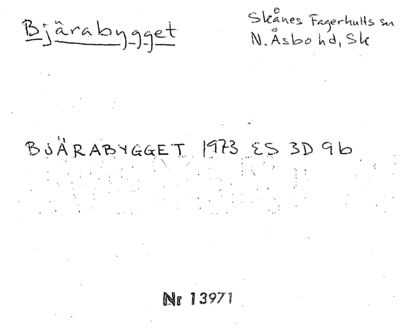 Bjärabygget
Skånes Fagerhults sn
N. Åsbo hd, Sk
BJÄRABYGGET 1973 ES 3D 9b
Nr 13971